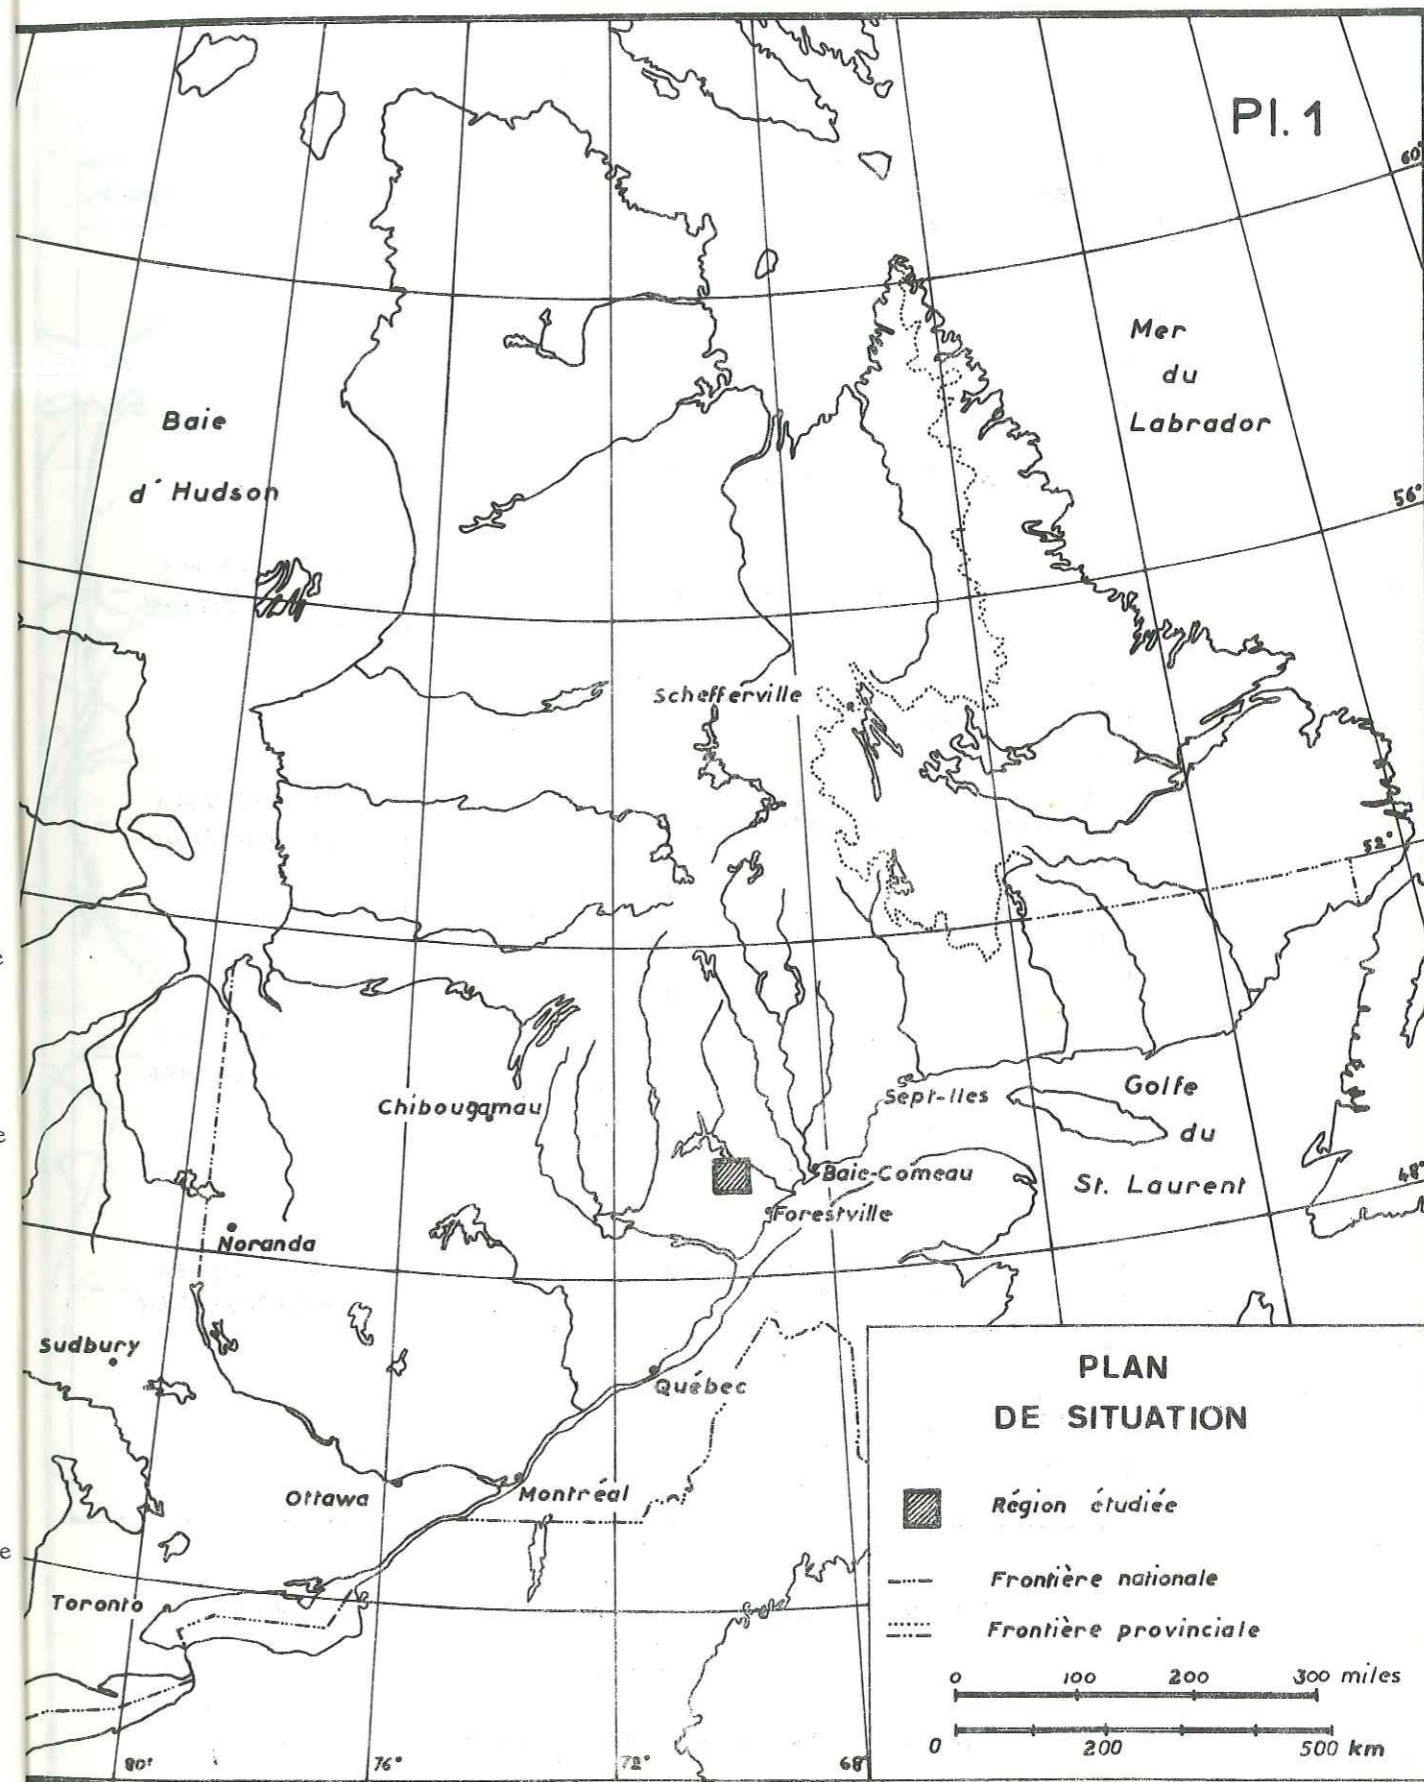 Pl. 1
60°
Mer
du
Labrador
Baie
d' Hudson
56°
Schefferville
52°
Chibougamau
Sept-Iles
Golfe
du
St. Laurent
48°
Baie-Comeau
Forestville
Noranda
Sudbury
Québec
Ottawa
Montréal
Toronto
PLAN
DE SITUATION
Région étudiée
Frontière nationale
Frontière provinciale
0 100 200 300 miles
0 200 500 km
80° 76° 72° 68°